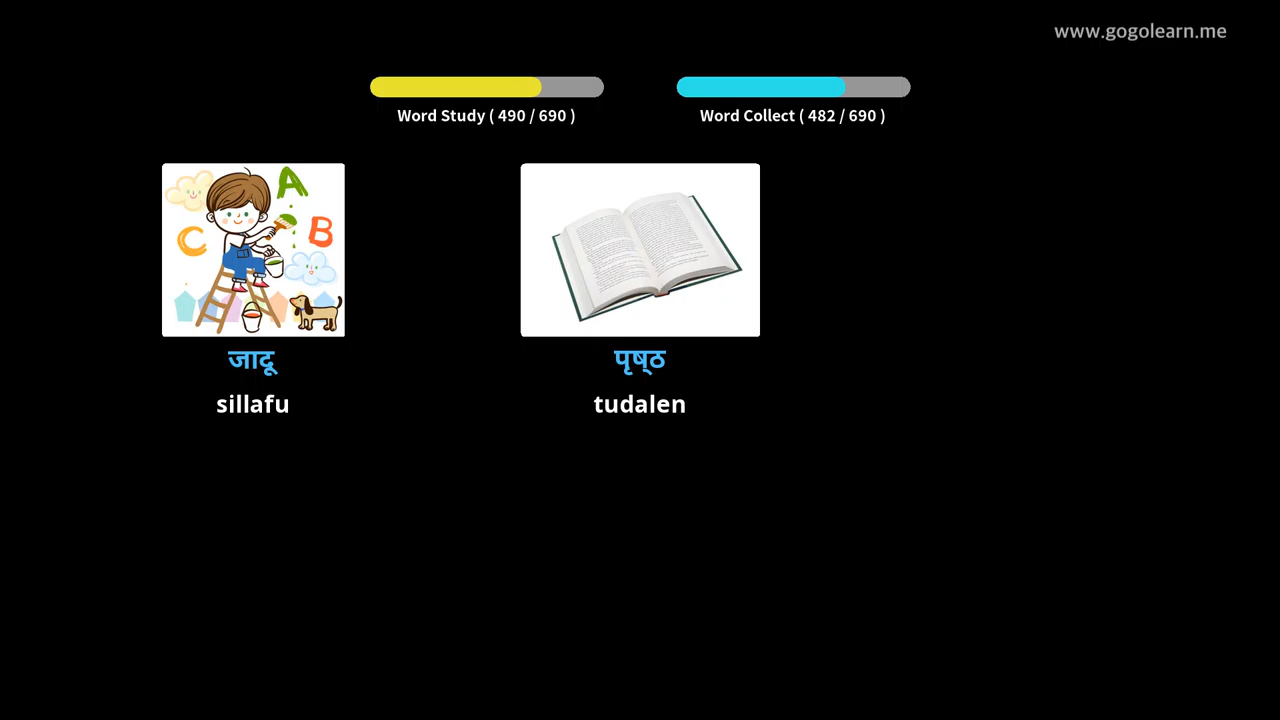 www.gogolearn.me
Word Study ( 490 / 690 )
Word Collect ( 482 / 690 )
A
B
C
जादू
पृष्ठ
sillafu
tudalen